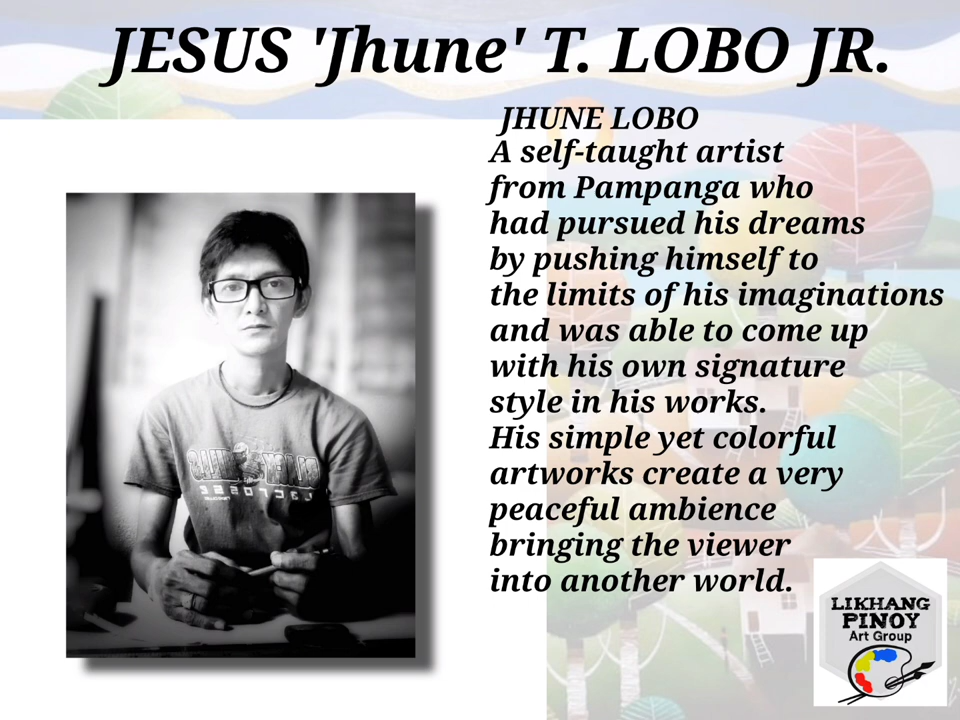 JESUS 'Jhune' T. LOBO JR.
JHUNE LOBO
A self-taught artist
from Pampanga who
had pursued his dreams
by pushing himself to
the limits of his imaginations
and was able to come up
with his own signature
style in his works.
His simple yet colorful
artworks create a very
peaceful ambience
bringing the viewer
into another world.
LIKHANG
PINOY
Art Group